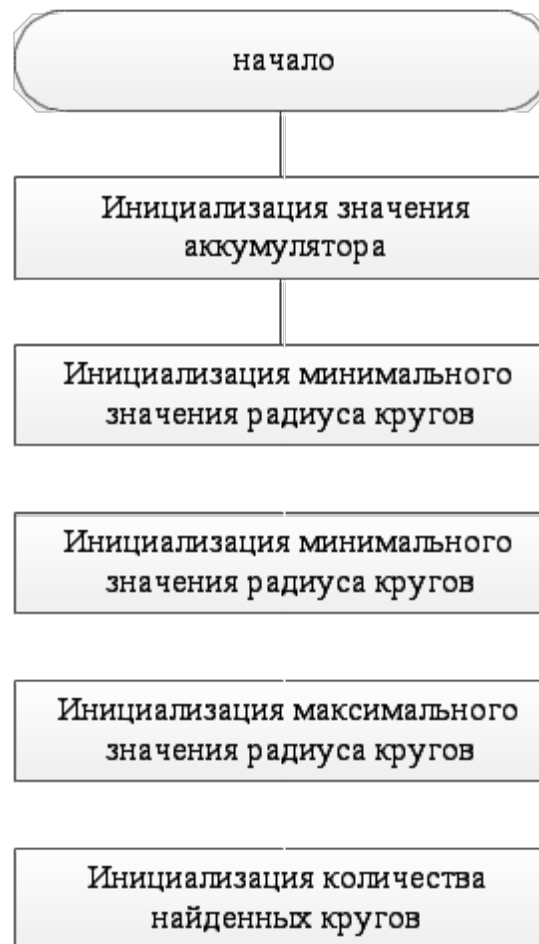 начало
Инициализация значения
аккумулятора
Инициализация минимального
значения радиуса кругов
Инициализация минимального
значения радиуса кругов
Инициализация максимального
значения радиуса кругов
Инициализация количества
найденных кругов